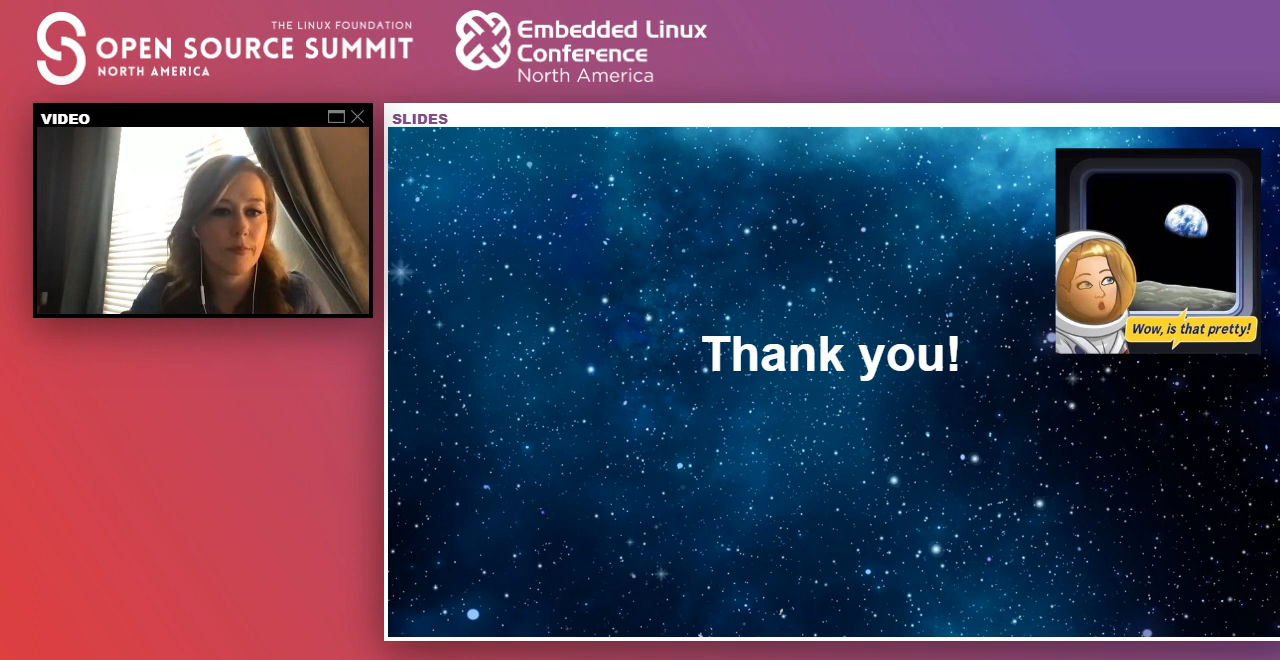 THE LINUX FOUNDATION
OPEN SOURCE SUMMIT
NORTH AMERICA
Embedded Linux
Conference
North America
VIDEO
SLIDES
Wow, is that pretty!
Thank you!